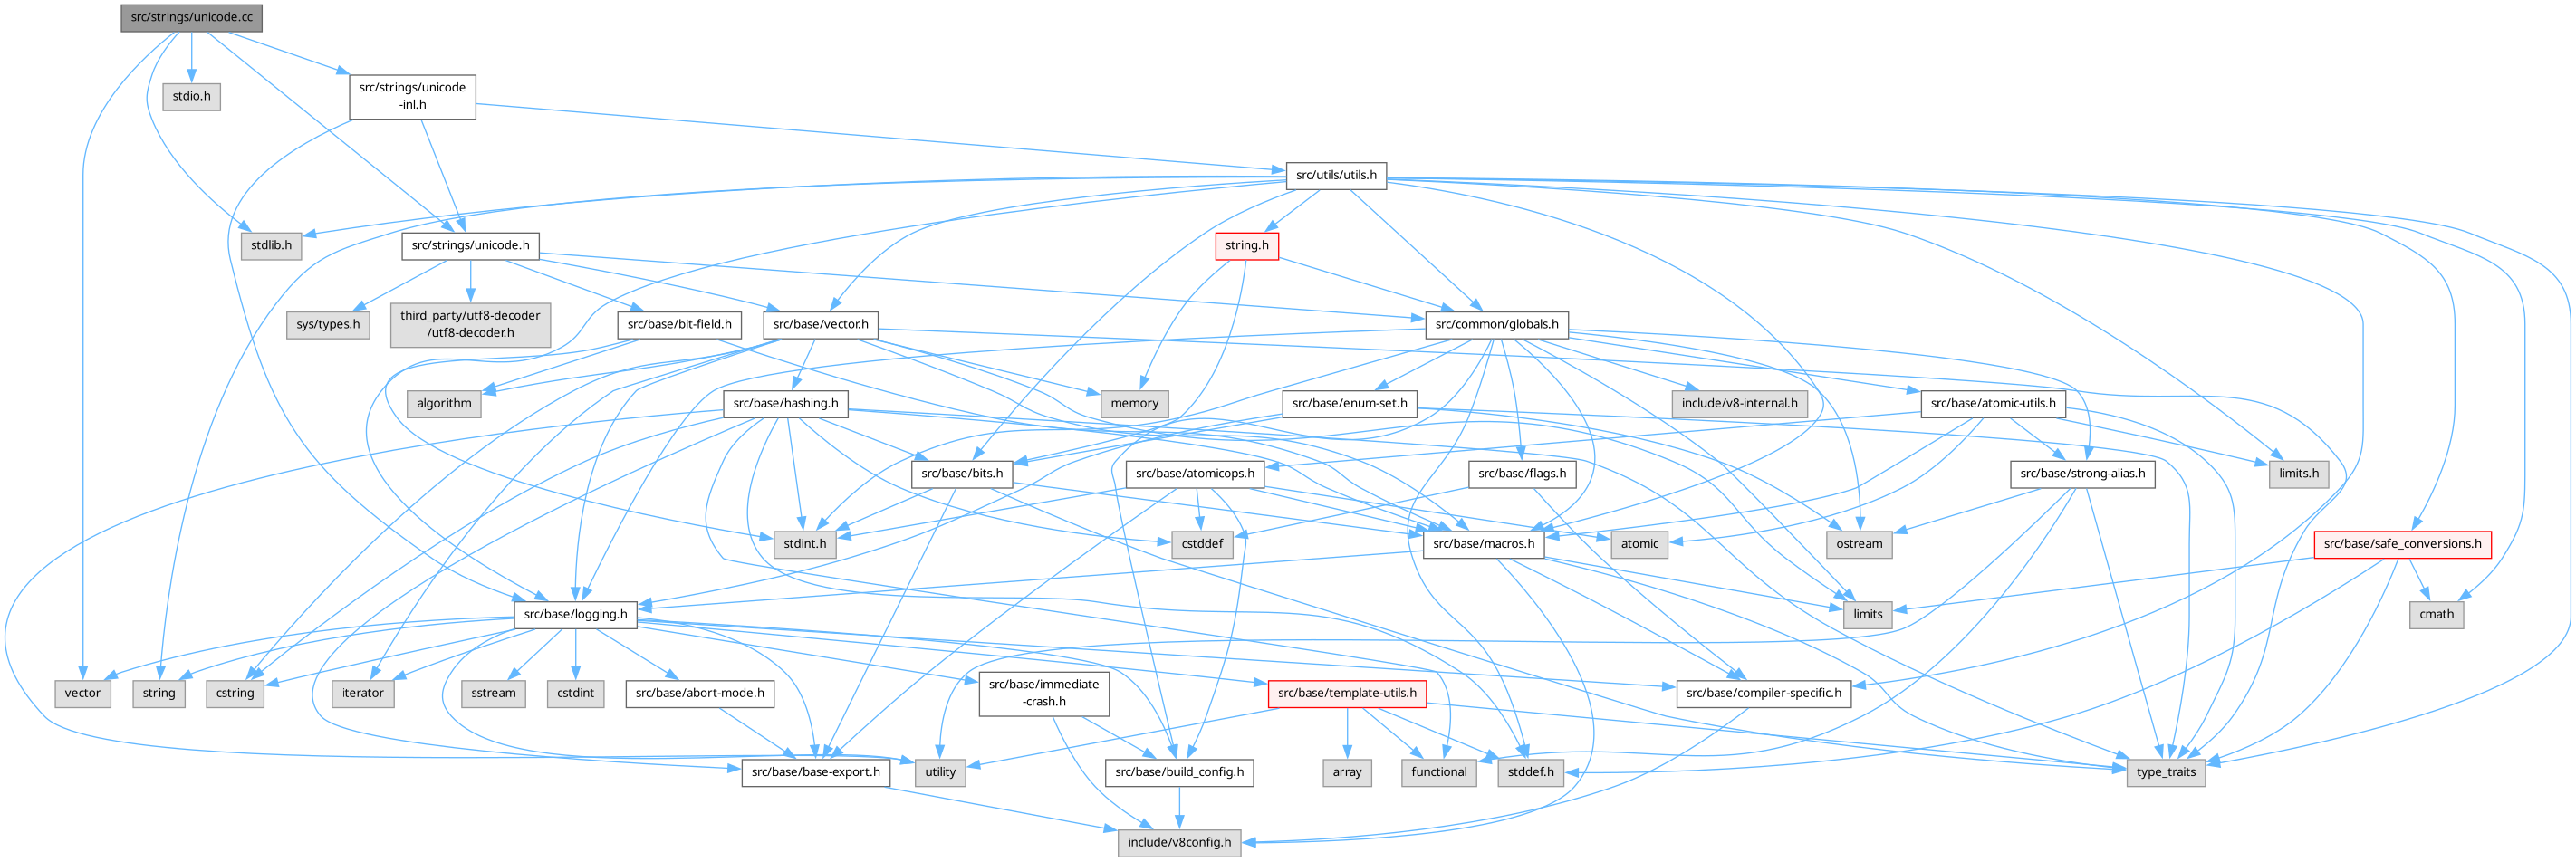 src/strings/unicode.cc
stdio.h
src/strings/unicode
-inl.h
src/utils/utils.h
stdlib.h
src/strings/unicode.h
string.h
sys/types.h
third_party/utf8-decoder
/utf8-decoder.h
src/base/bit-field.h
src/base/vector.h
src/common/globals.h
algorithm
src/base/hashing.h
memory
src/base/enum-set.h
include/v8-internal.h
src/base/atomic-utils.h
src/base/bits.h
src/base/atomicops.h
src/base/flags.h
src/base/strong-alias.h
limits.h
stdint.h
cstddef
src/base/macros.h
atomic
ostream
src/base/safe_conversions.h
src/base/logging.h
limits
cmath
vector
string
cstring
iterator
sstream
cstdint
src/base/abort-mode.h
src/base/immediate
-crash.h
src/base/template-utils.h
src/base/compiler-specific.h
src/base/base-export.h
utility
src/base/build_config.h
array
functional
stddef.h
type_traits
include/v8config.h